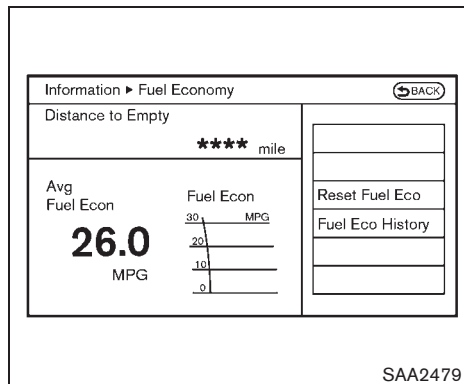 Information ▶ Fuel Economy
BACK
Distance to Empty
**** mile
Avg
Fuel Econ
26.0
MPG
Fuel Econ
30 MPG
20
10
0
Reset Fuel Eco
Fuel Eco History
SAA2479